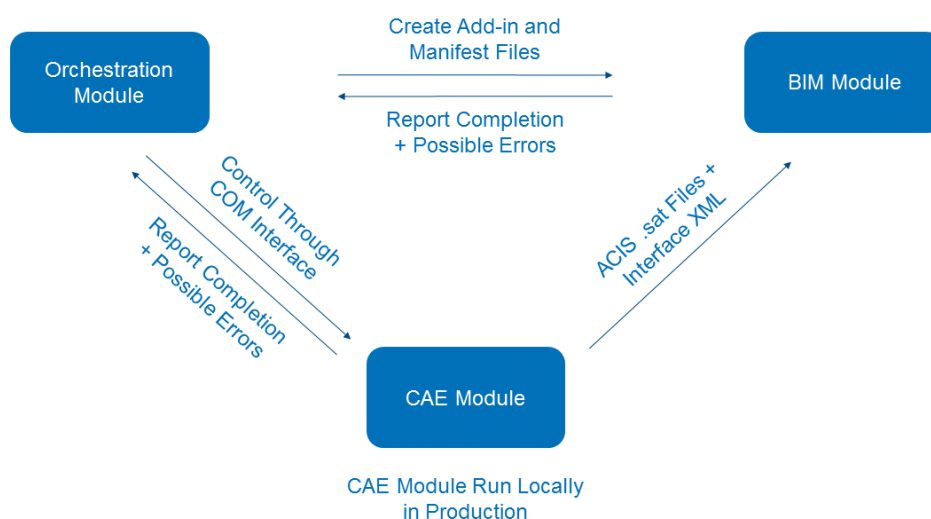 Create Add-in and
Manifest Files
Orchestration
Module
BIM Module
Report Completion
+ Possible Errors
Control Through
COM Interface
Report Completion
+ Possible Errors
ACIS .sat Files +
Interface XML
CAE Module
CAE Module Run Locally
in Production